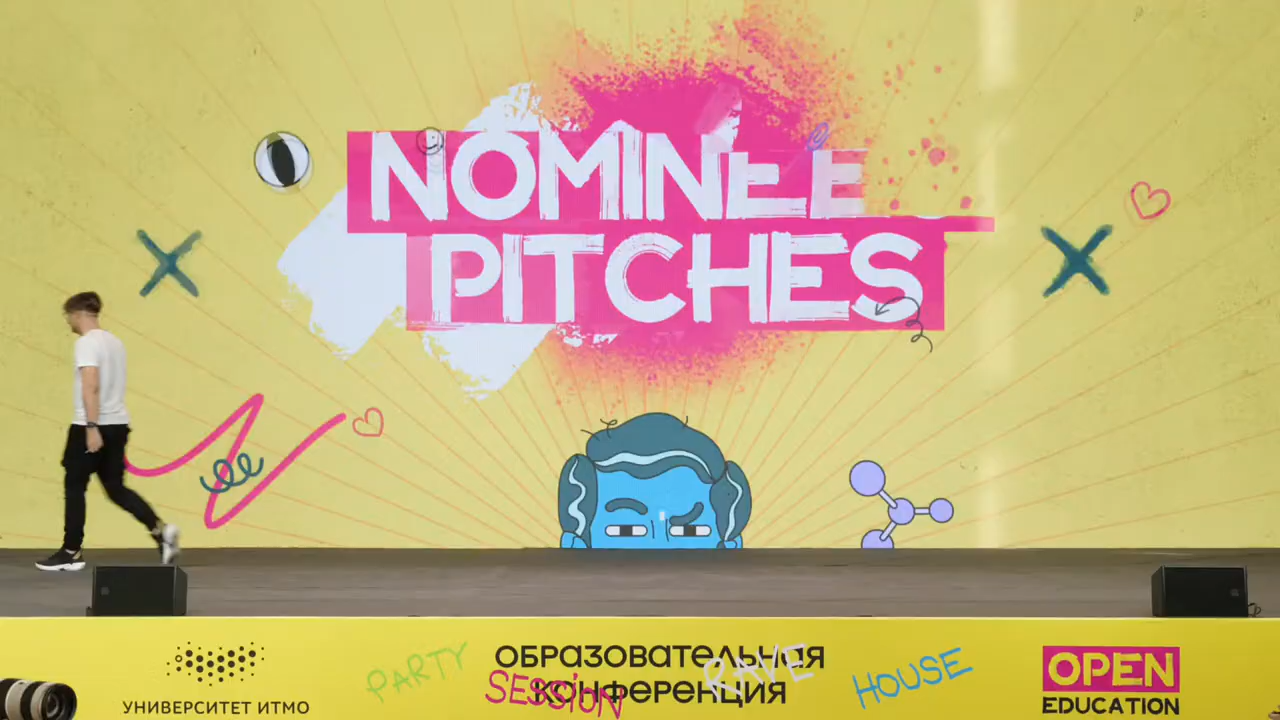 NOMINEE
PITCHES
УНИВЕРСИТЕТ ИТМО
PARTY
SESSION
ОБРАЗОВАТЕЛЬНАЯ
КОНФЕРЕНЦИЯ
RAVE
HOUSE
OPEN
EDUCATION